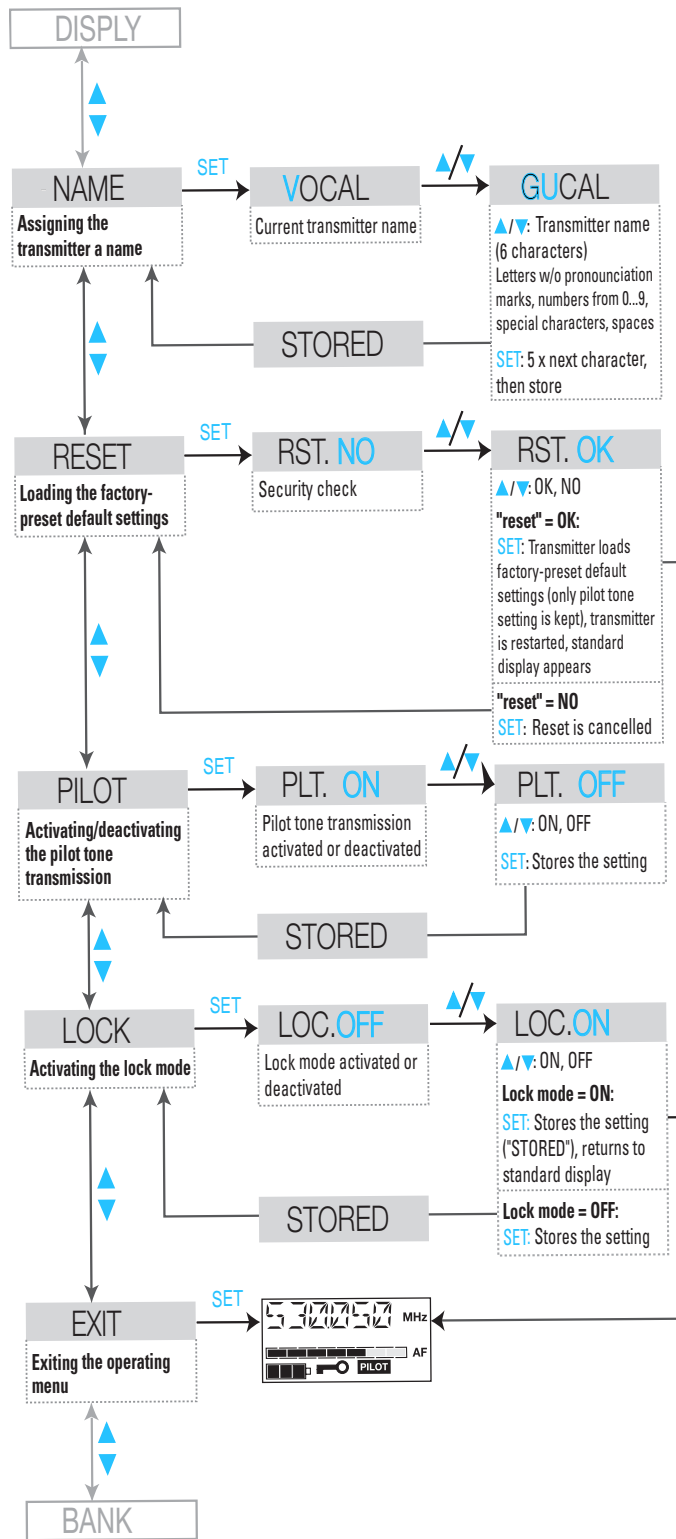 DISPLY
▲
▼
NAME
Assigning the
transmitter a name
SET
VOCAL
Current transmitter name
▲/▼
GUCAL
▲/▼: Transmitter name
(6 characters)
Letters w/o pronounciation
marks, numbers from 0...9,
special characters, spaces
SET: 5 x next character,
then store
STORED
▲
▼
RESET
Loading the factory-
preset default settings
SET
RST. NO
Security check
▲/▼
RST. OK
▲/▼: OK, NO
"reset" = OK:
SET: Transmitter loads
factory-preset default
settings (only pilot tone
setting is kept), transmitter
is restarted, standard
display appears
"reset" = NO
SET: Reset is cancelled
▲
▼
PILOT
Activating/deactivating
the pilot tone
transmission
SET
PLT. ON
Pilot tone transmission
activated or deactivated
▲/▼
PLT. OFF
▲/▼: ON, OFF
SET: Stores the setting
STORED
▲
▼
LOCK
Activating the lock mode
SET
LOC.OFF
Lock mode activated or
deactivated
▲/▼
LOC.ON
▲/▼: ON, OFF
Lock mode = ON:
SET: Stores the setting
("STORED"), returns to
standard display
Lock mode = OFF:
SET: Stores the setting
STORED
▲
▼
EXIT
Exiting the operating
menu
SET
530050 MHz
AF
PILOT
▲
▼
BANK